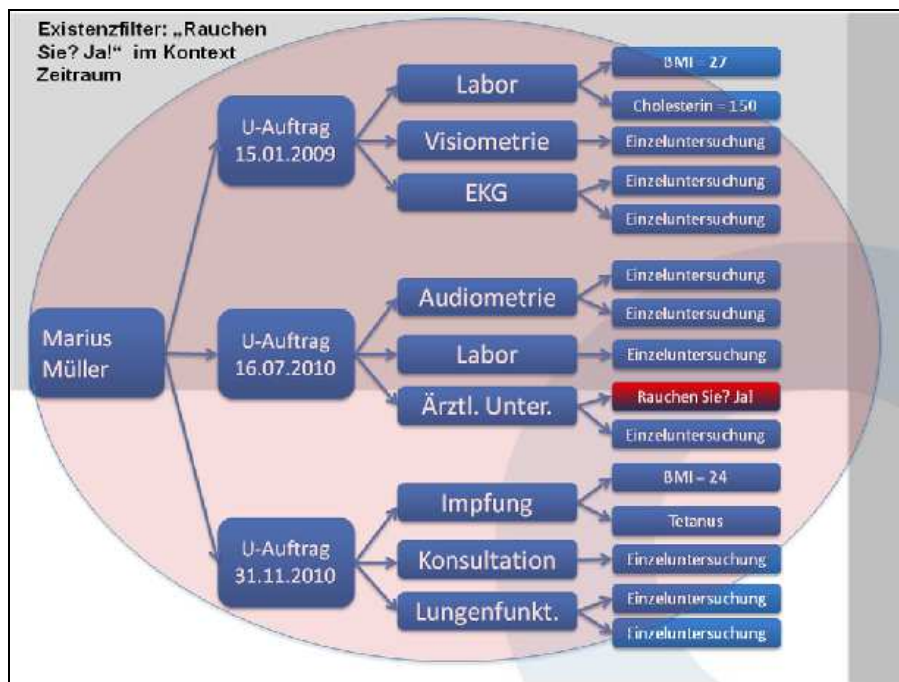 Existenzfilter: „Rauchen
Sie? Ja!“ im Kontext
Zeitraum
Marius
Müller
U-Auftrag
15.01.2009
Labor
BMI = 27
Cholesterin = 150
Visiometrie
Einzeluntersuchung
EKG
Einzeluntersuchung
Einzeluntersuchung
U-Auftrag
16.07.2010
Audiometrie
Einzeluntersuchung
Einzeluntersuchung
Labor
Einzeluntersuchung
Ärztl. Unter.
Rauchen Sie? Ja!
Einzeluntersuchung
U-Auftrag
31.11.2010
Impfung
BMI = 24
Tetanus
Konsultation
Einzeluntersuchung
Lungenfunkt.
Einzeluntersuchung
Einzeluntersuchung